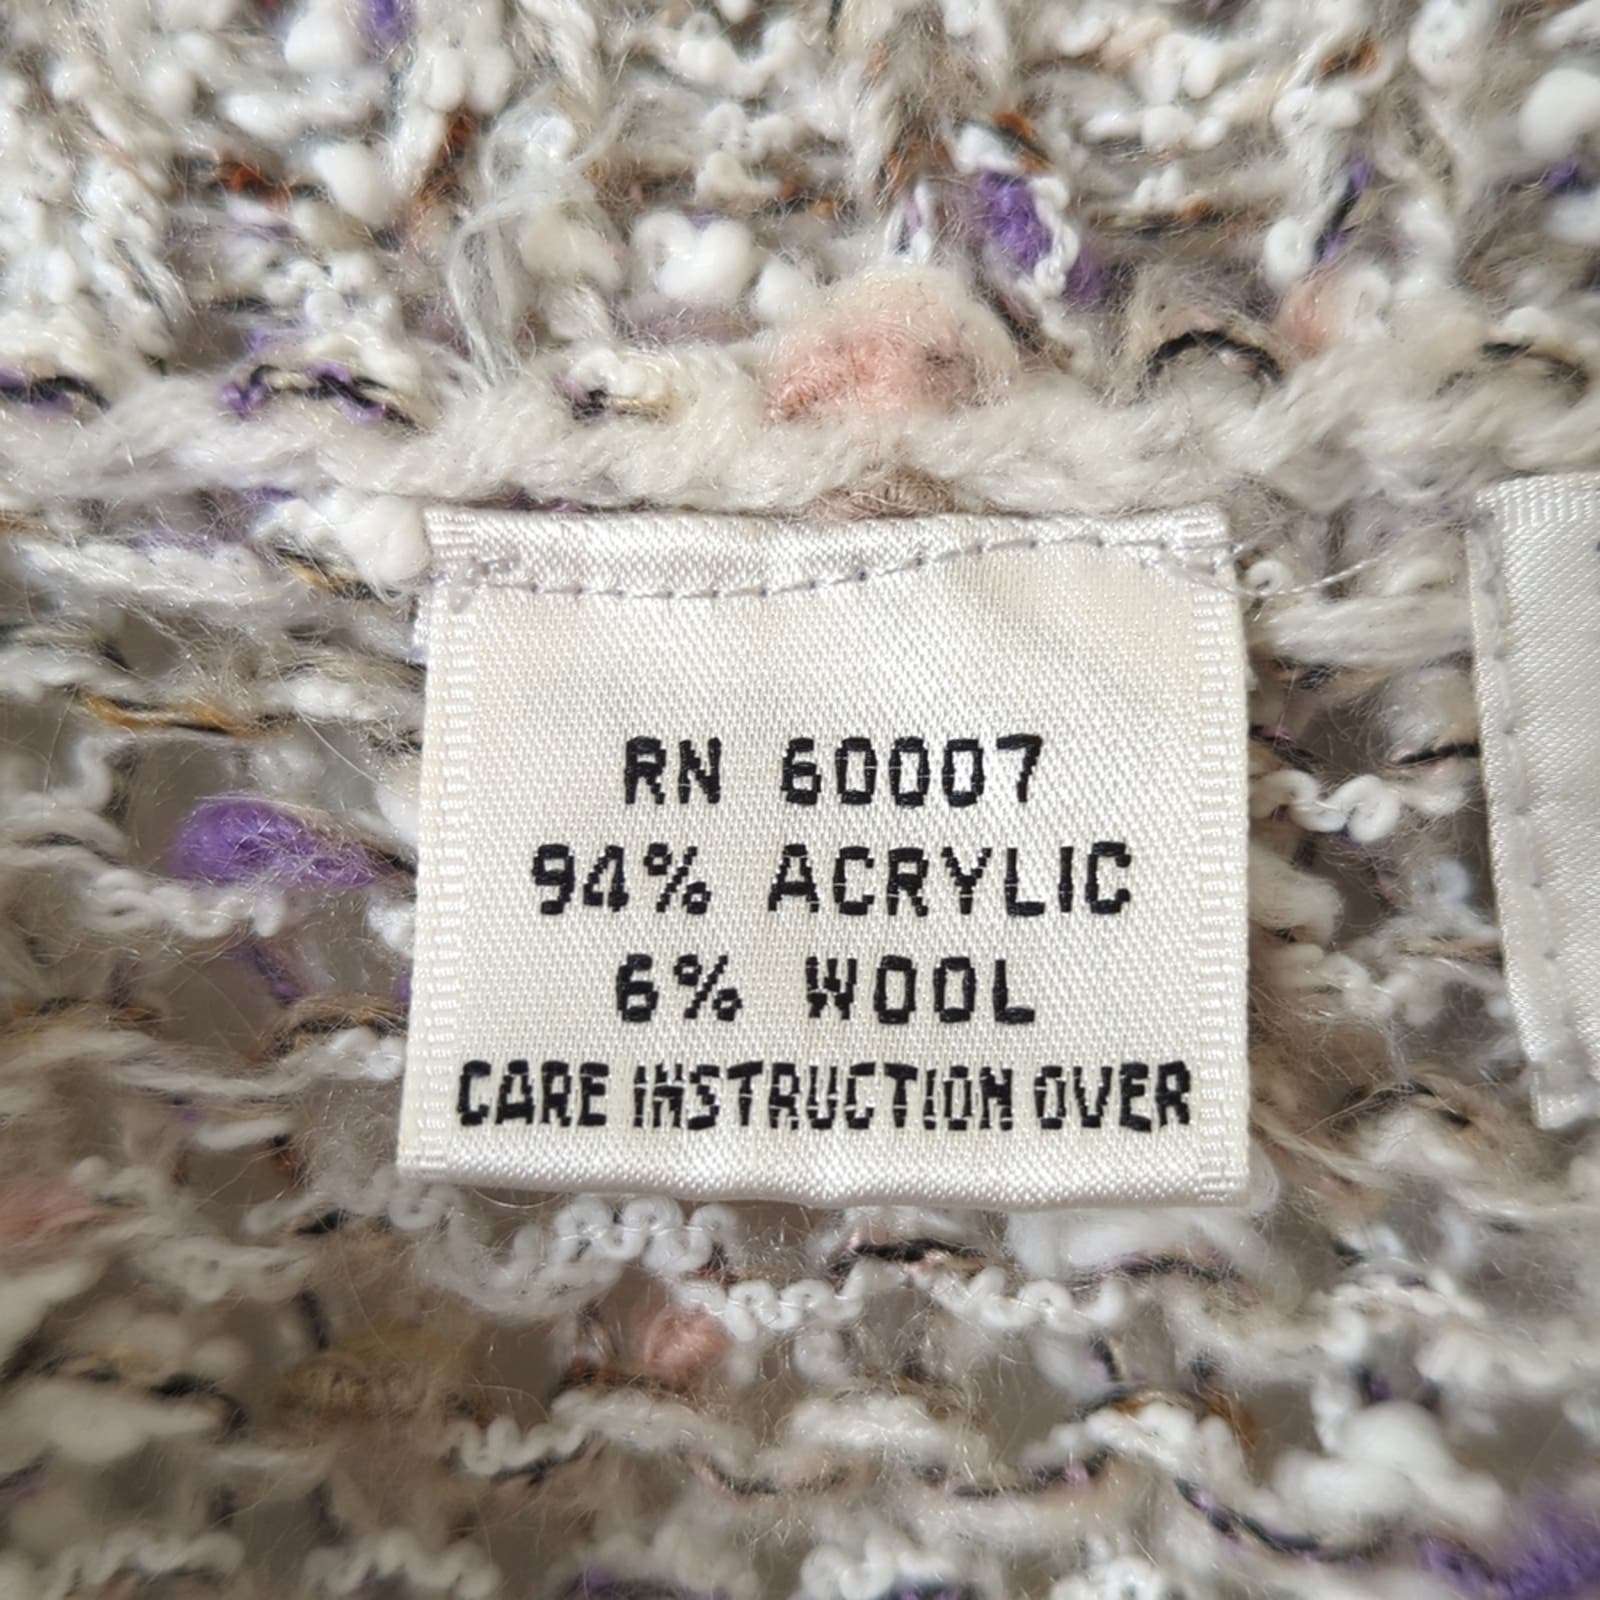 RN 60007
94% ACRYLIC
6% WOOL
CARE INSTRUCTION OVER